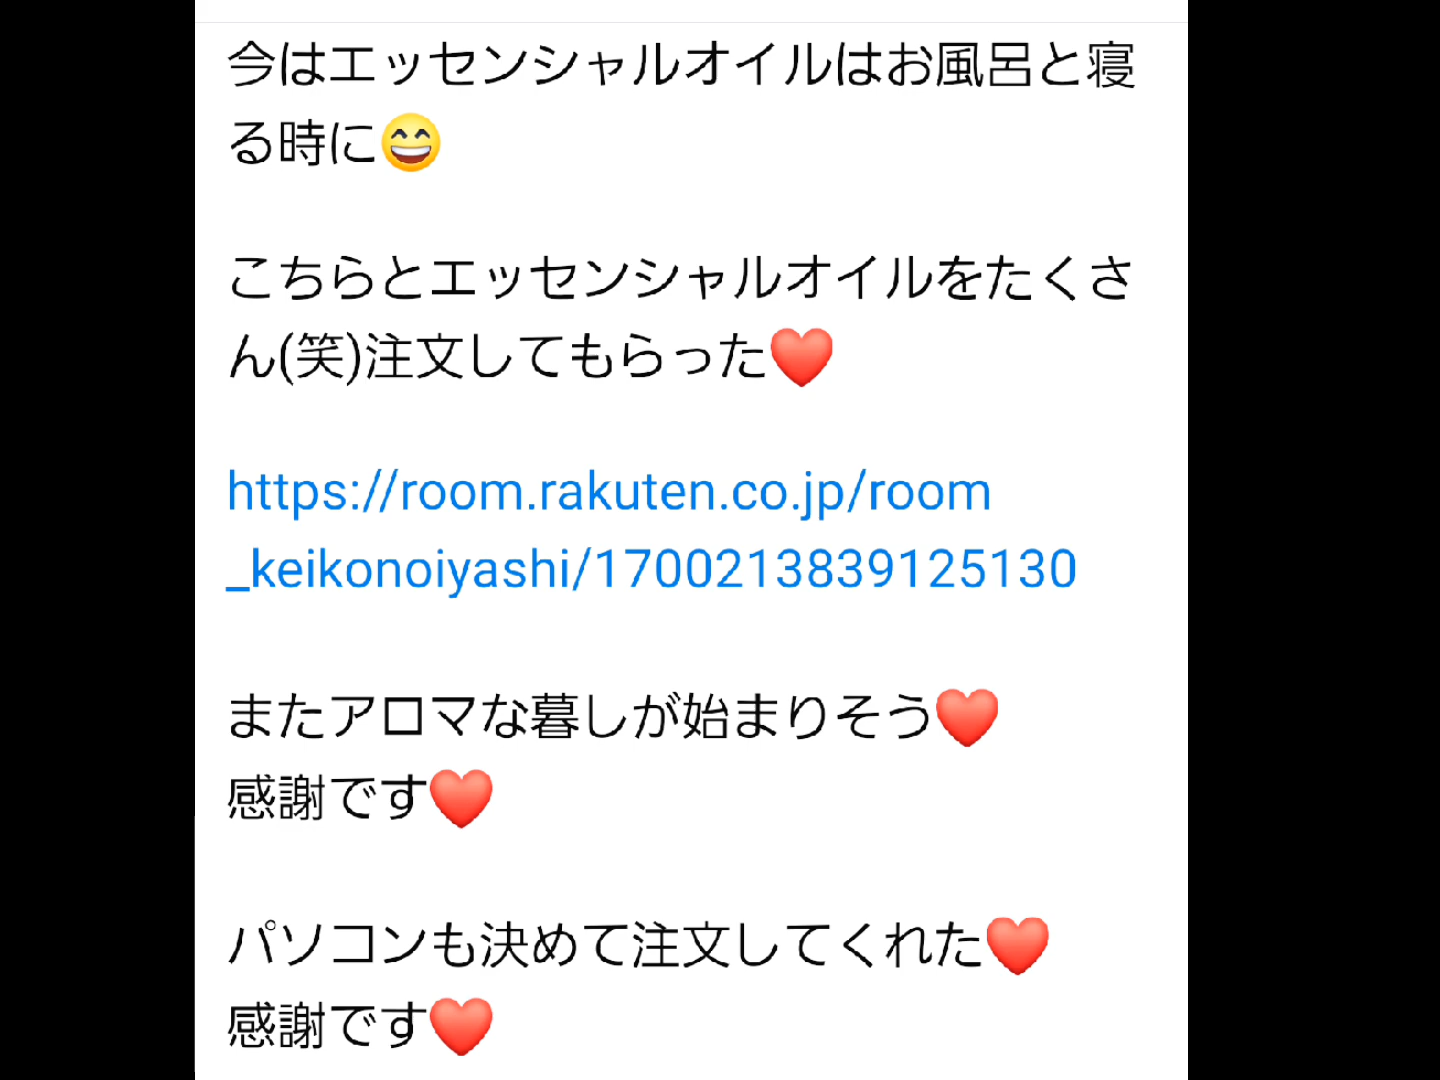 今はエッセンシャルオイルはお風呂と寝
る時に😄
こちらとエッセンシャルオイルをたくさ
ん(笑)注文してもらった❤️
https://room.rakuten.co.jp/room
_keikonoiyashi/1700213839125130
またアロマな暮しが始まりそう❤️
感謝です❤️
パソコンも決めて注文してくれた❤️
感謝です❤️